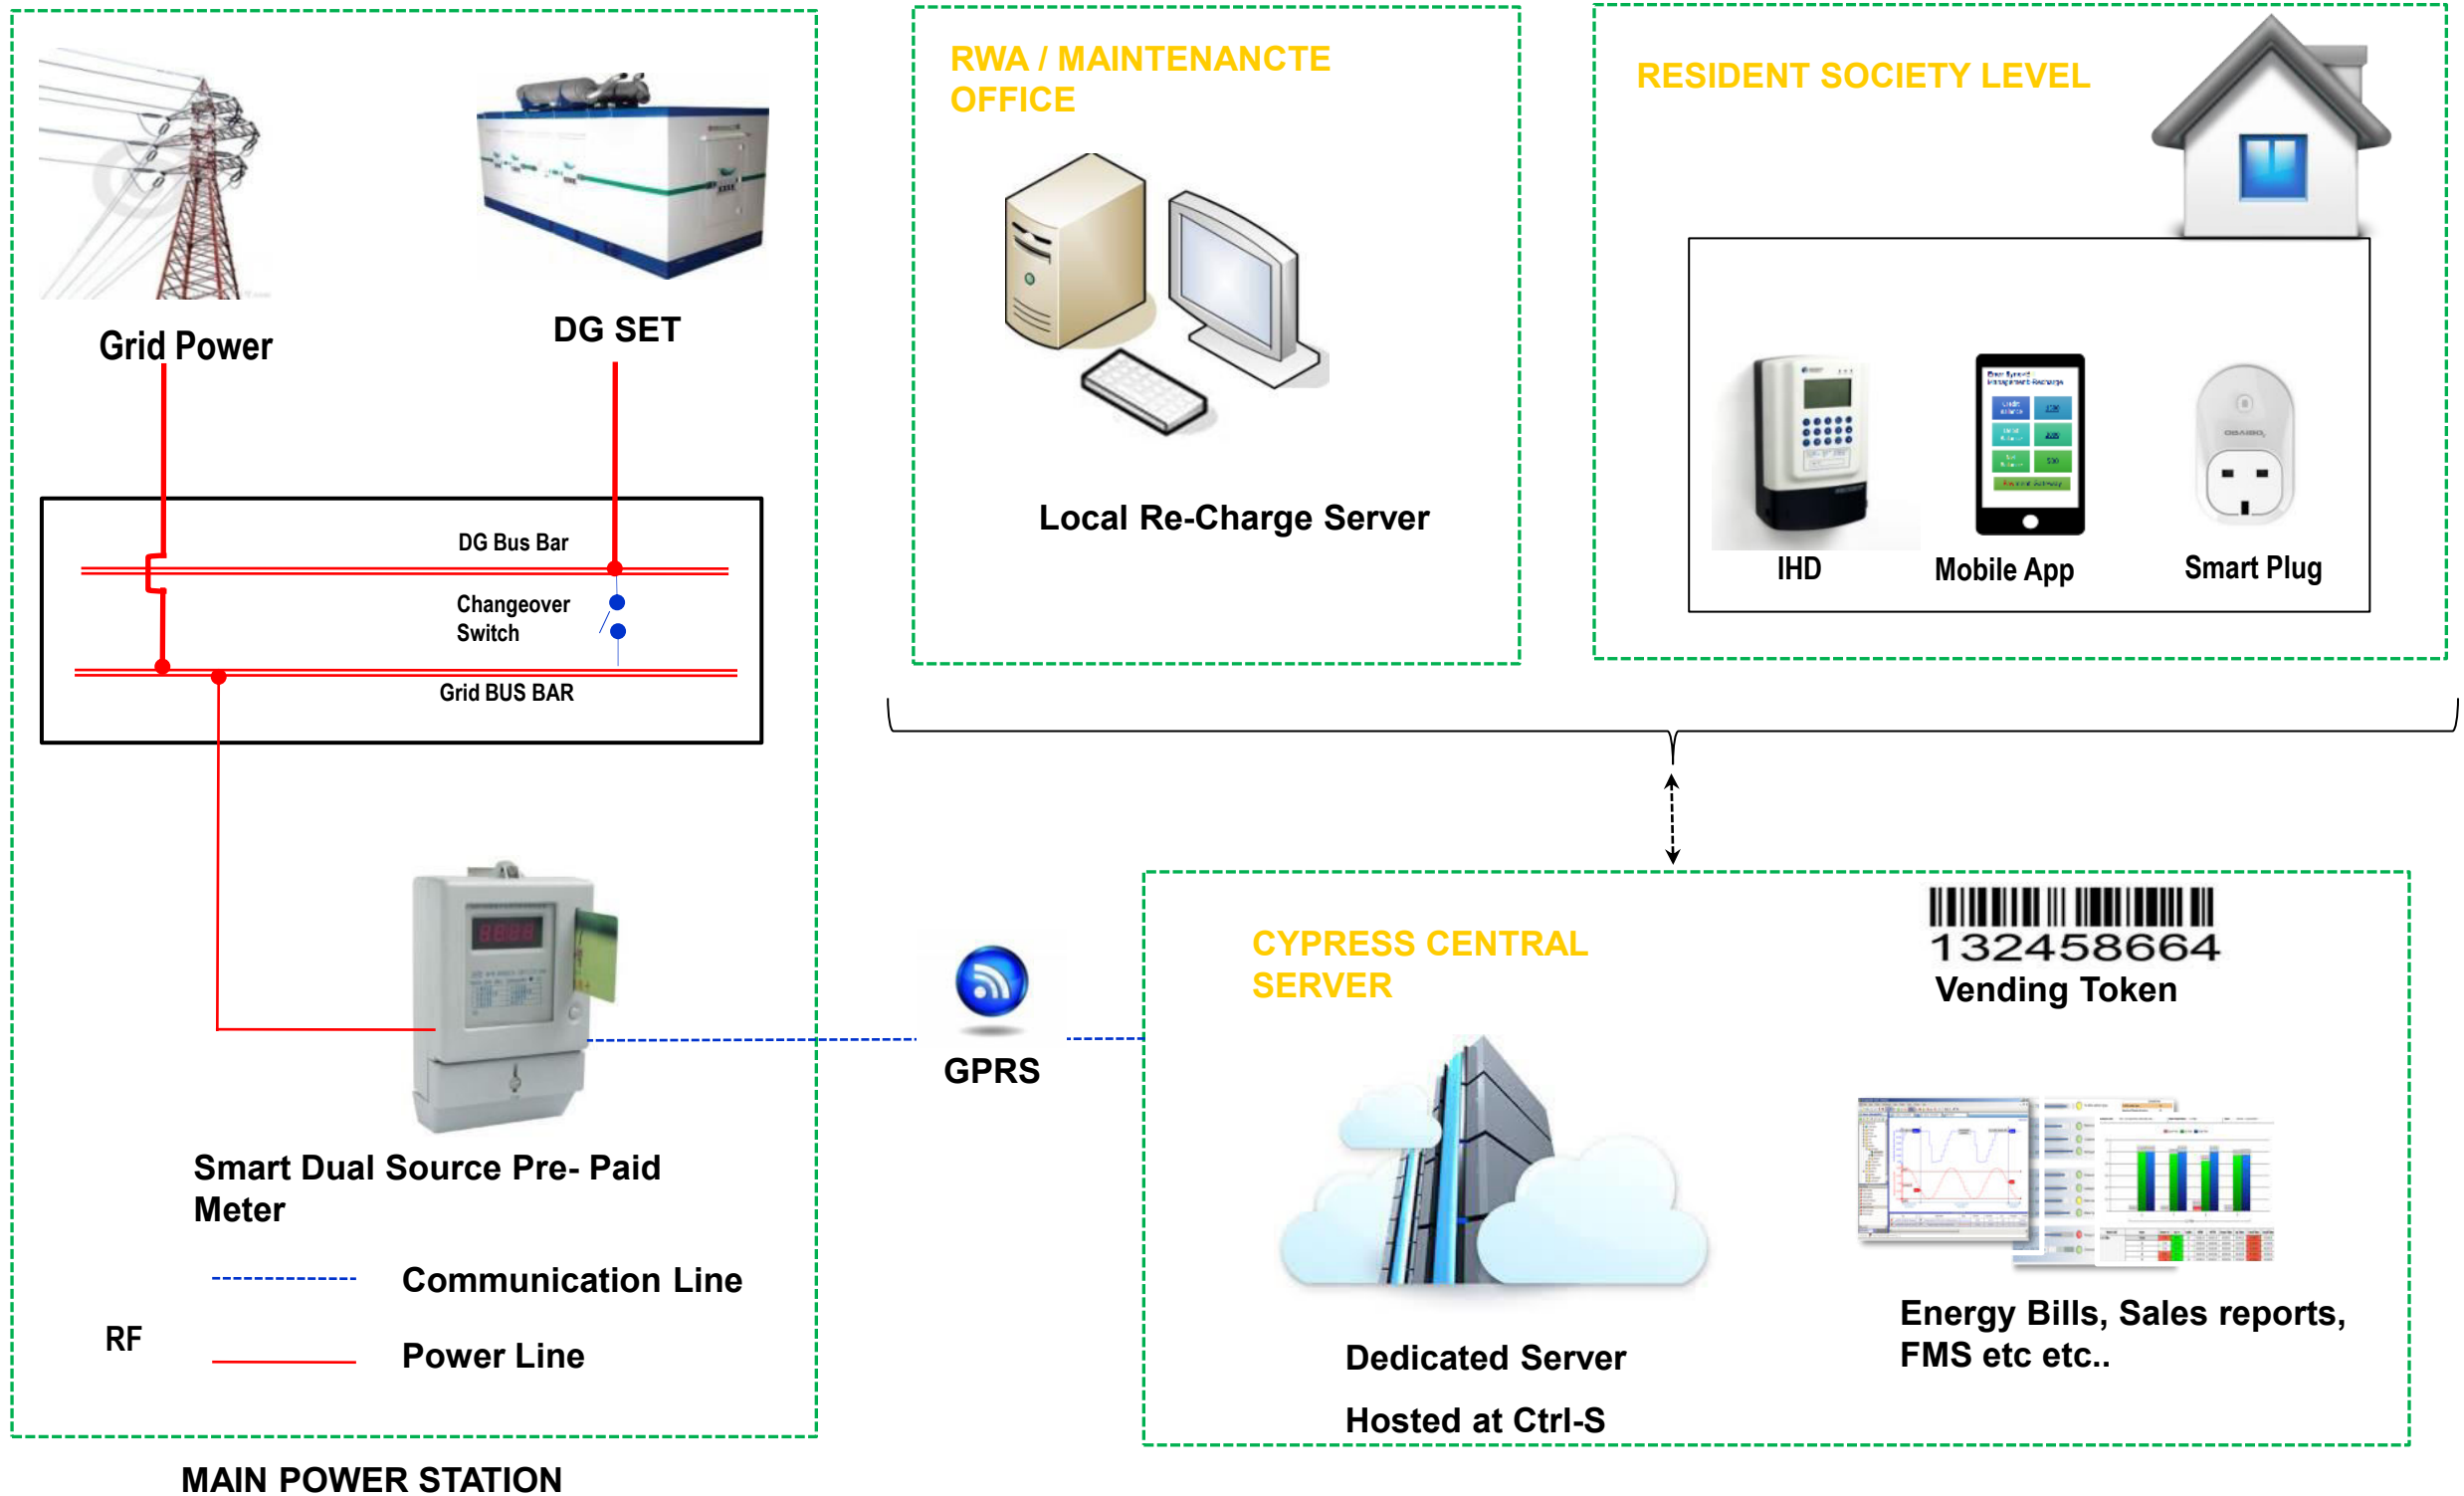 RWA / MAINTENANCTE
OFFICE
RESIDENT SOCIETY LEVEL
Grid Power
DG SET
DG Bus Bar
Changeover
Switch
Grid BUS BAR
Local Re-Charge Server
IHD
Mobile App
Smart Plug
CYPRESS CENTRAL
SERVER
132458664
Vending Token
GPRS
Smart Dual Source Pre- Paid
Meter
Communication Line
RF
Power Line
Energy Bills, Sales reports,
FMS etc etc..
Dedicated Server
Hosted at Ctrl-S
MAIN POWER STATION